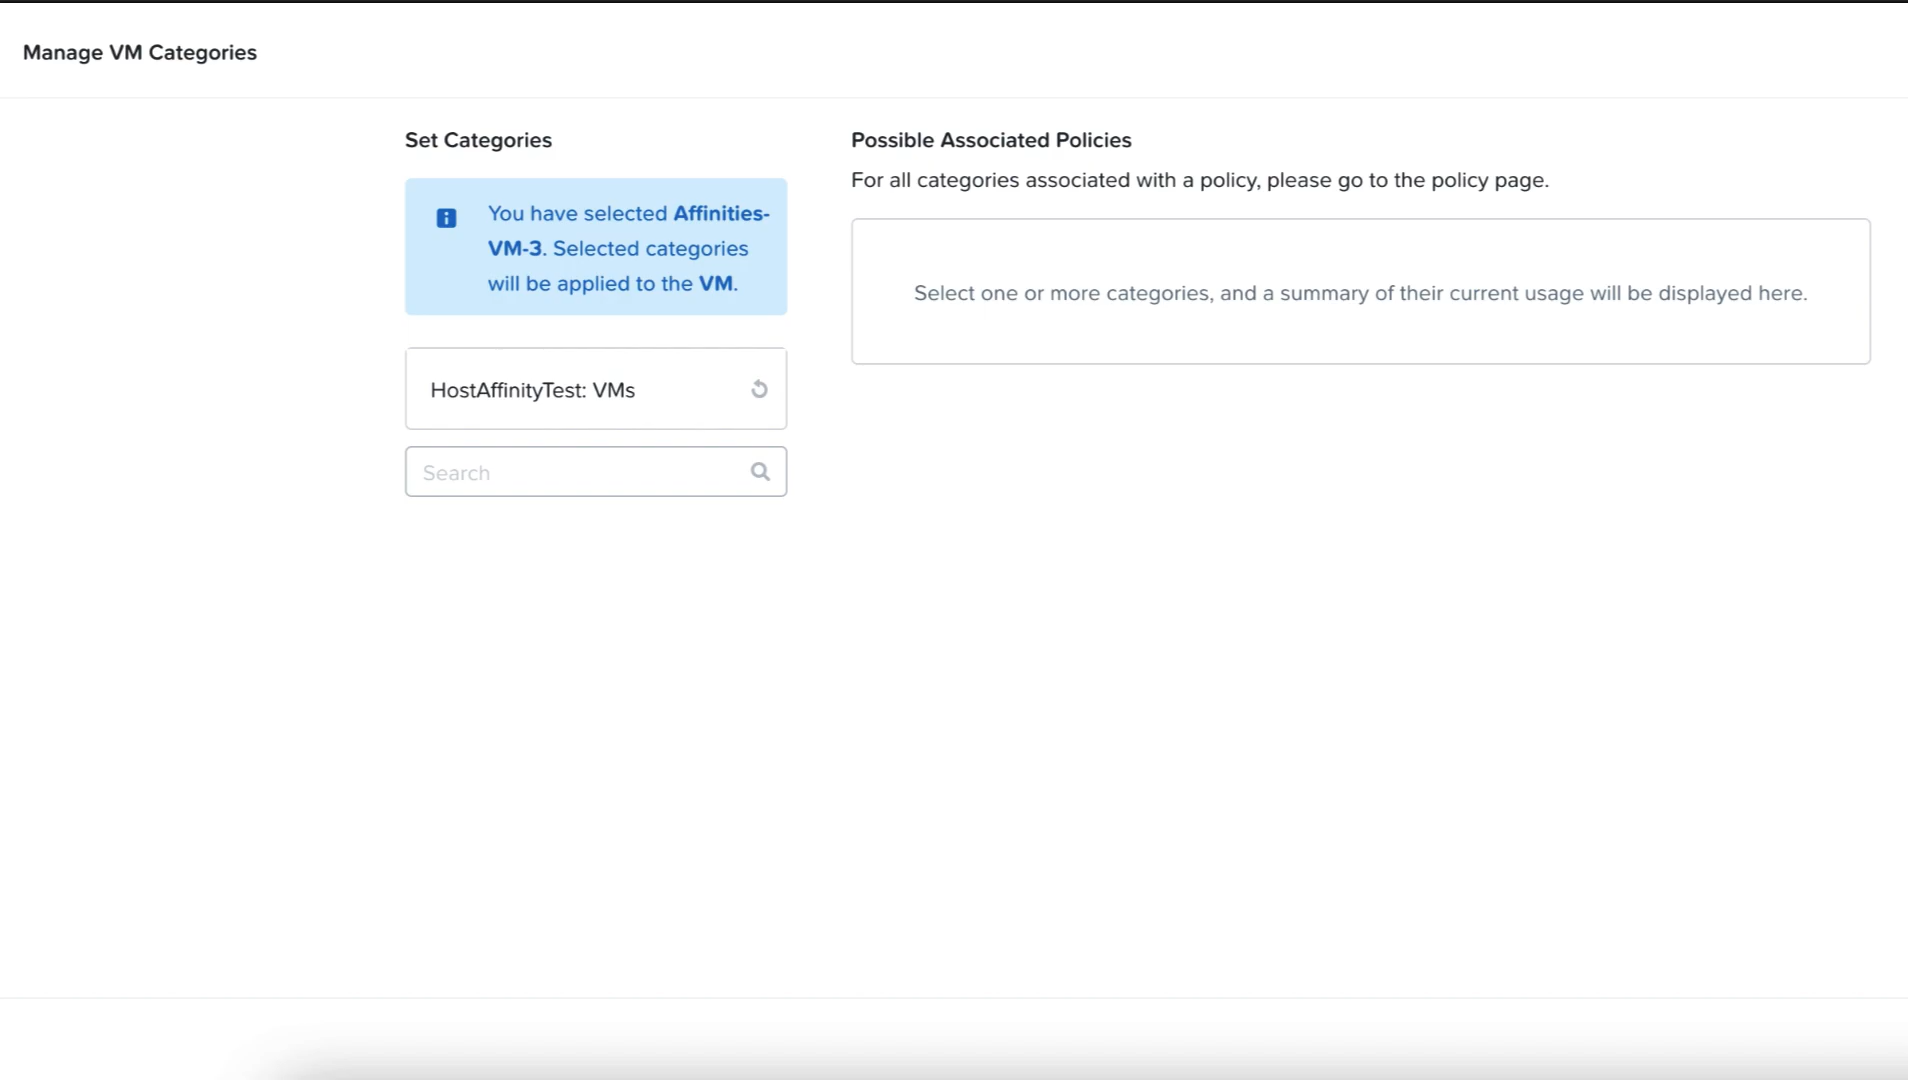 Manage VM Categories
Set Categories
You have selected Affinities-
VM-3. Selected categories
will be applied to the VM.
HostAffinityTest: VMs
Search
Possible Associated Policies
For all categories associated with a policy, please go to the policy page.
Select one or more categories, and a summary of their current usage will be displayed here.